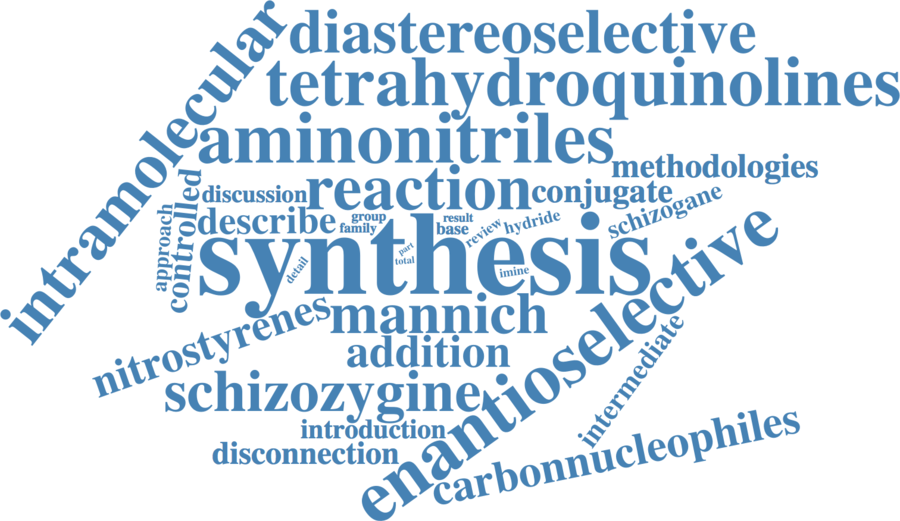 diastereoselective
tetrahydroquinolines
intramolecular
aminonitriles
methodologies
discussion
reaction
conjugate
controlled
approach
describe
group
family
result
base
review
hydride
schizogane
synthesis
detail
part
total
imine
enantioselective
nitrostyrenes
mannich
addition
intermediate
schizozygine
introduction
disconnection
carbonnucleophiles